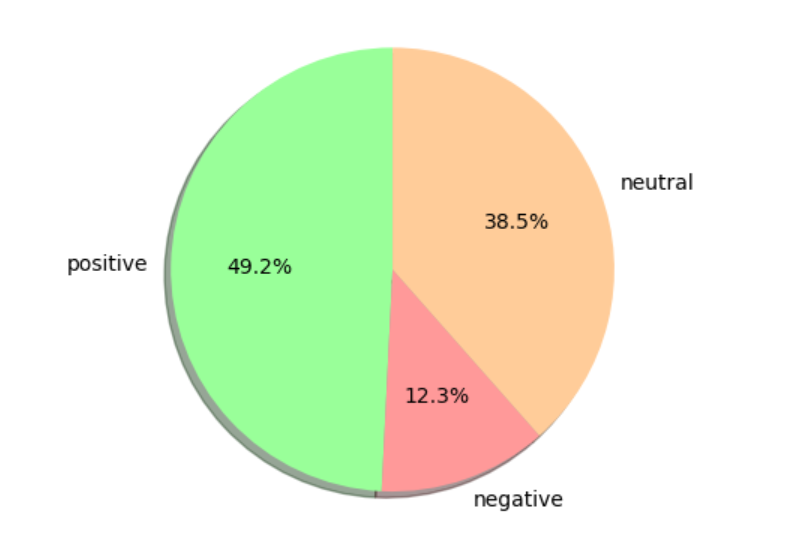 neutral
38.5%
positive
49.2%
12.3%
negative